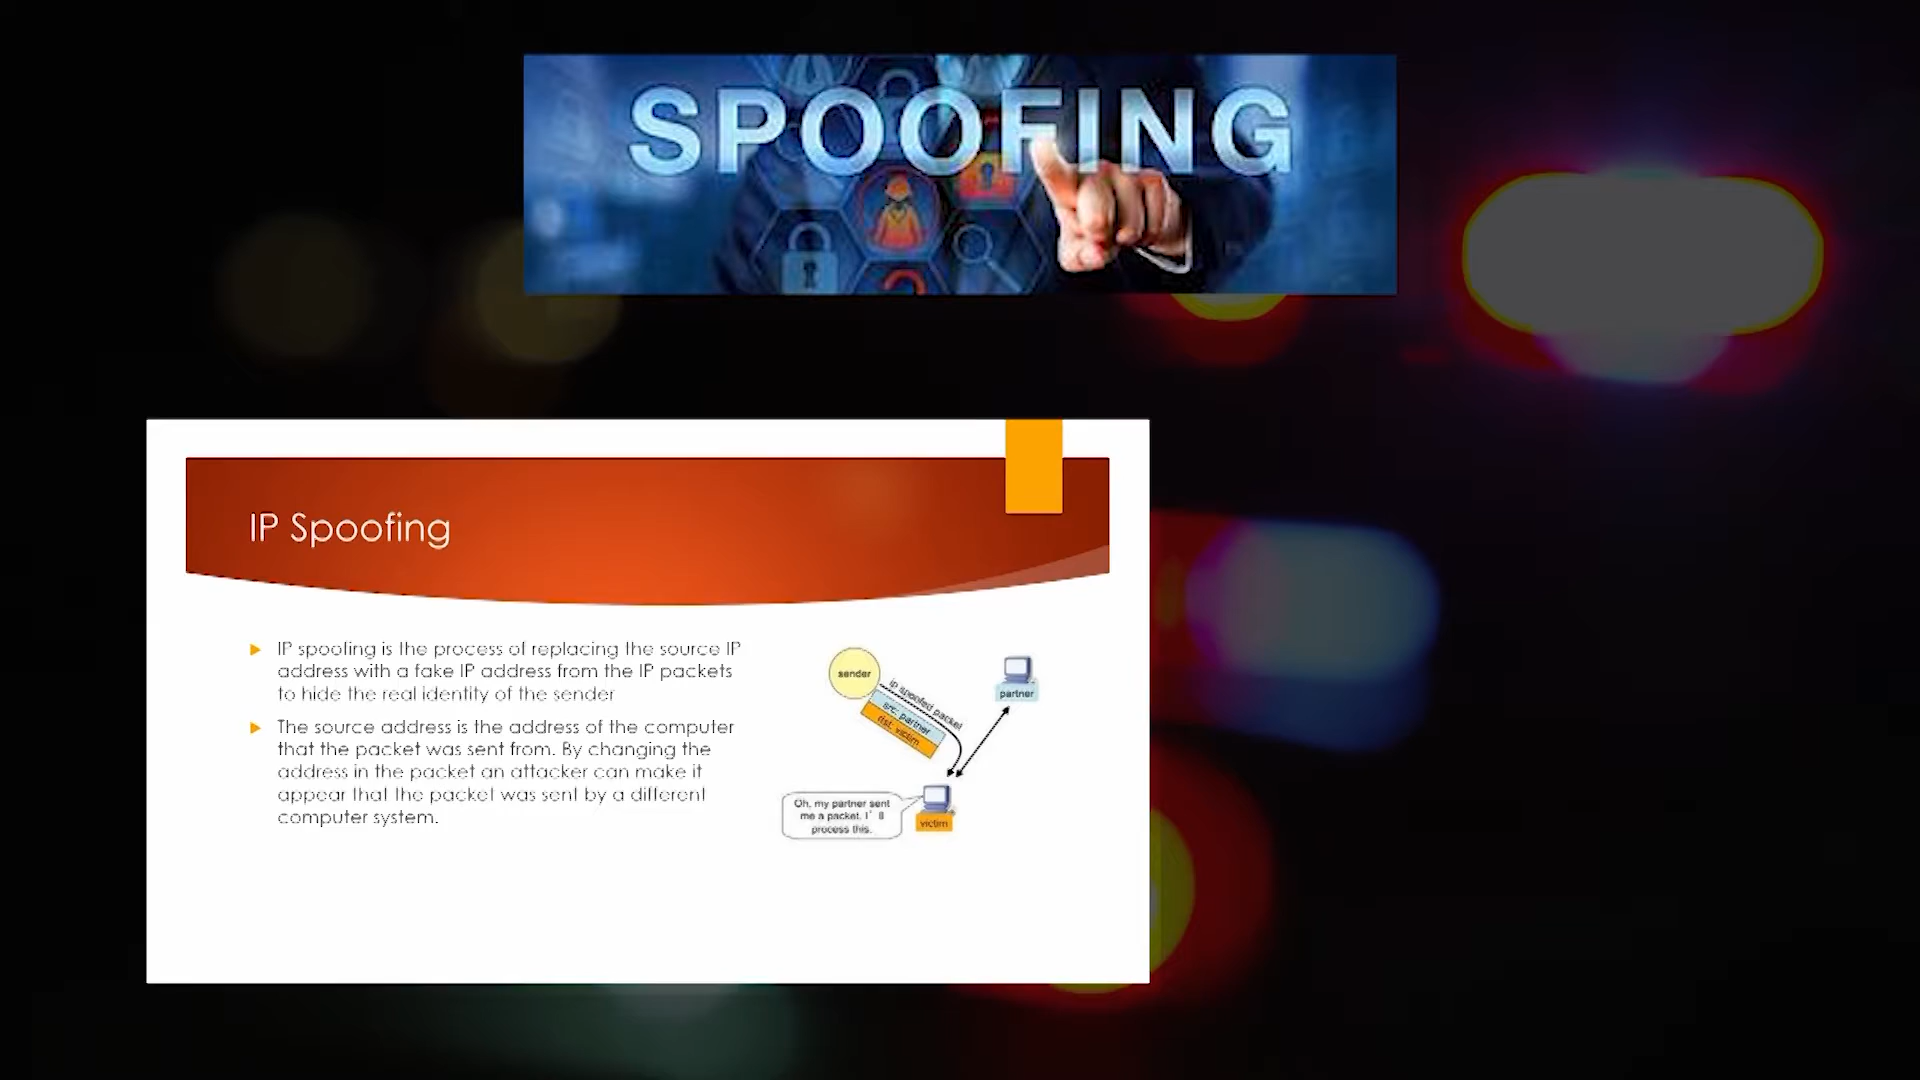 SPOOFING
IP Spoofing
IP spoofing is the process of replacing the source IP
address with a fake IP address from the IP packets
to hide the real identity of the sender
The source address is the address of the computer
that the packet was sent from. By changing the
address in the packet an attacker can make it
appear that the packet was sent by a different
computer system.
sender
ip spoofed packet
src: partner
dst: victim
partner
Oh, my partner sent
me a packet. I'll
process this.
victim